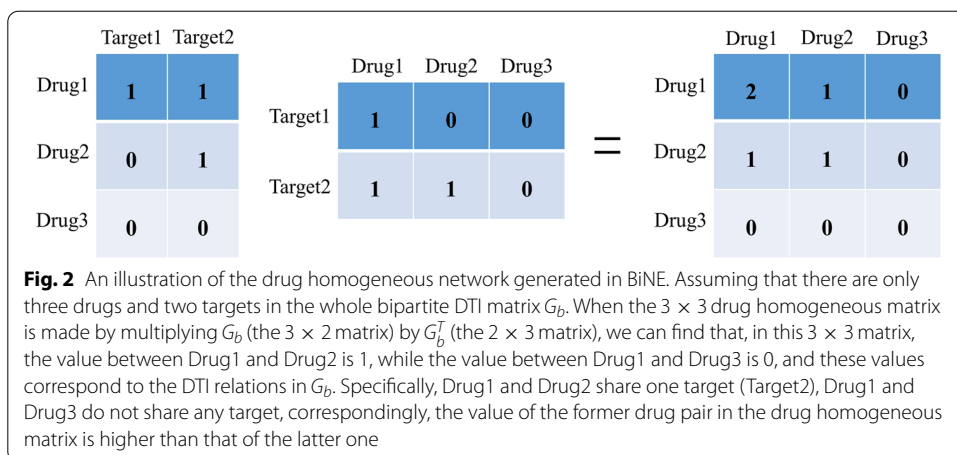 Target1 Target2
Drug1 1 1
Drug2 0 1
Drug3 0 0
Drug1 Drug2 Drug3
Target1 1 0 0
Target2 1 1 0
=
Drug1 Drug2 Drug3
Drug1 2 1 0
Drug2 1 1 0
Drug3 0 0 0
Fig. 2 An illustration of the drug homogeneous network generated in BiNE. Assuming that there are only
three drugs and two targets in the whole bipartite DTI matrix G_b. When the 3 × 3 drug homogeneous matrix
is made by multiplying G_b (the 3 × 2 matrix) by G_b^T (the 2 × 3 matrix), we can find that, in this 3 × 3 matrix,
the value between Drug1 and Drug2 is 1, while the value between Drug1 and Drug3 is 0, and these values
correspond to the DTI relations in G_b. Specifically, Drug1 and Drug2 share one target (Target2), Drug1 and
Drug3 do not share any target, correspondingly, the value of the former drug pair in the drug homogeneous
matrix is higher than that of the latter one